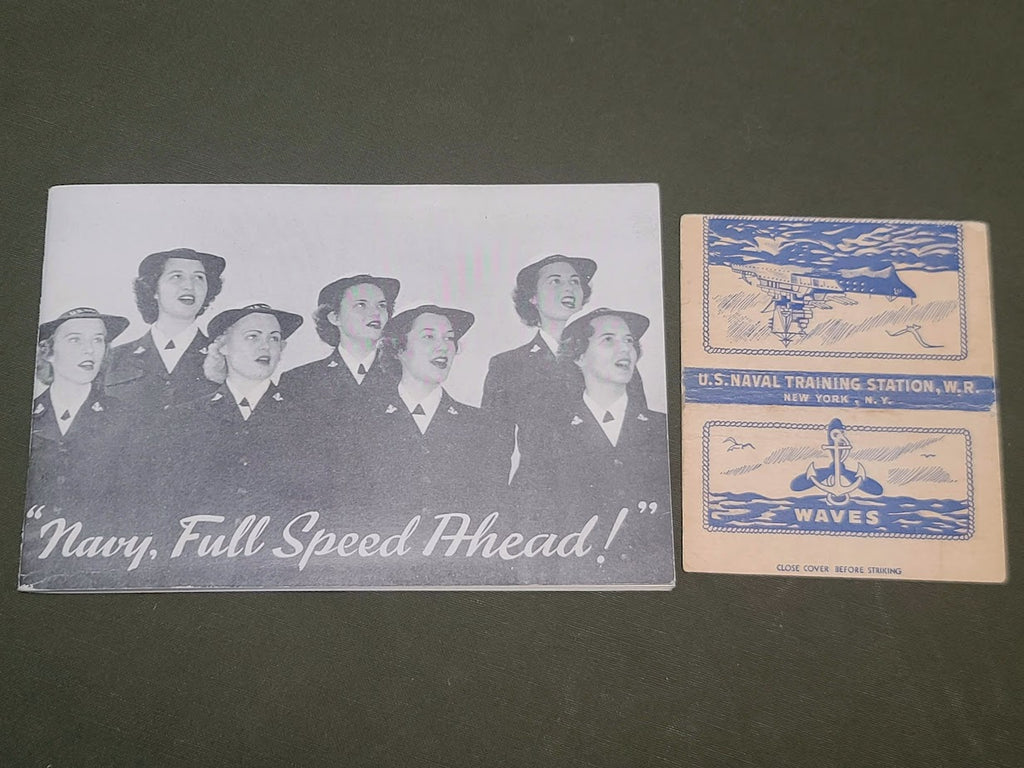 "Navy, Full Speed Ahead!"
U.S. NAVAL TRAINING STATION, W.R.
NEW YORK, N.Y.
WAVES
CLOSE COVER BEFORE STRIKING